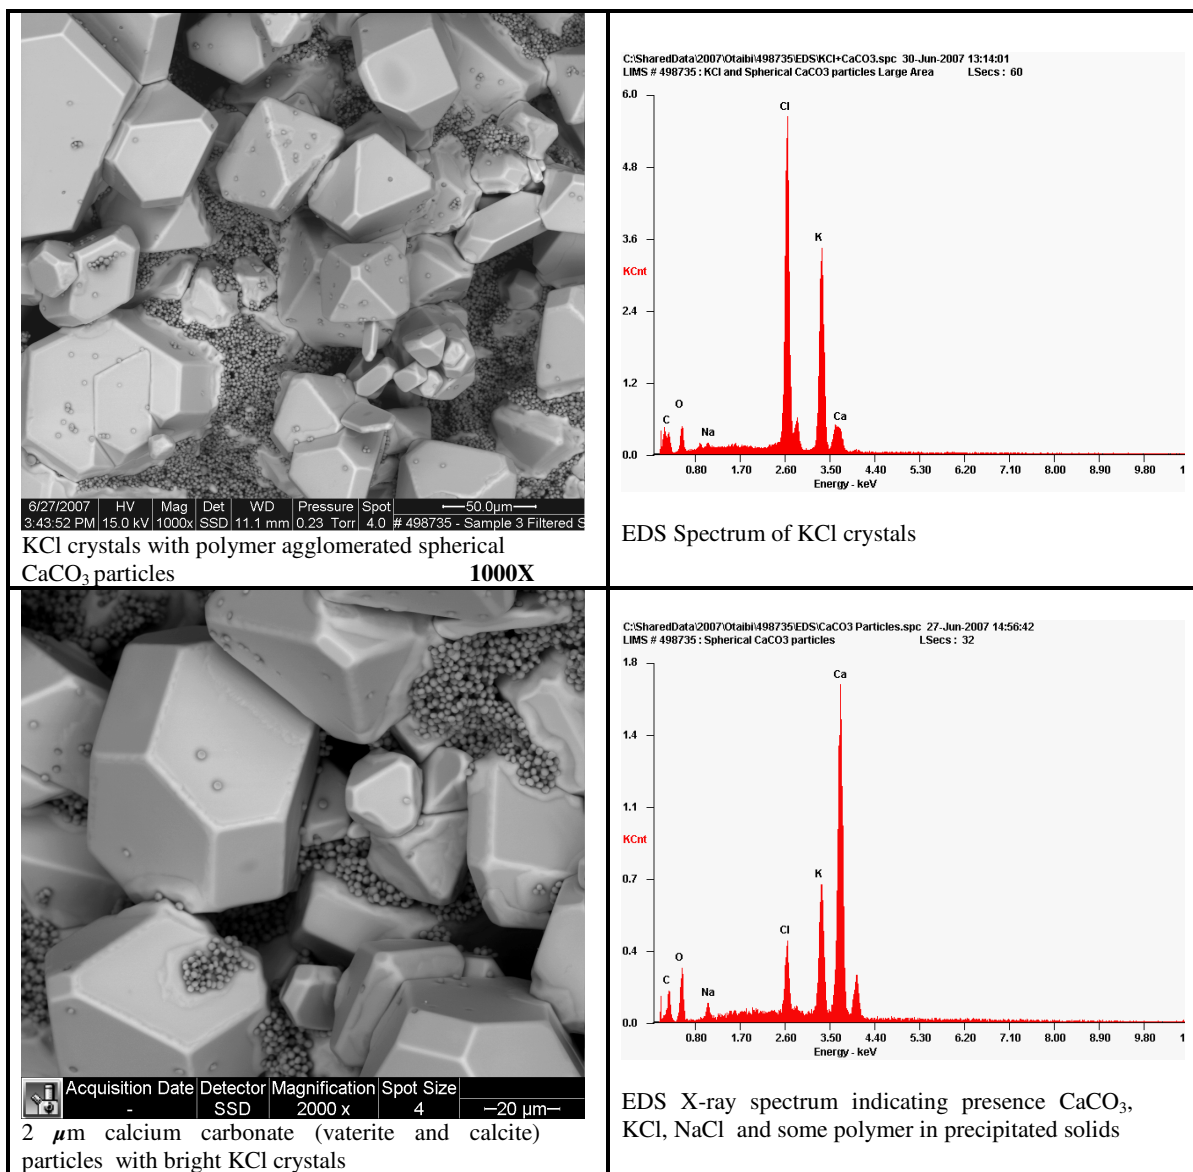 6/27/2007 HV Mag Det WD Pressure Spot 50.0µm
3:43:52 PM 15.0 kV 1000x SSD 11.1 mm 0.23 Torr 4.0 # 498735 - Sample 3 Filtered S
KCl crystals with polymer agglomerated spherical
CaCO3 particles 1000X
C:\SharedData\2007\Otaibi\498735\EDS\KCl+CaCO3.spc 30-Jun-2007 13:14:01
LIMS # 498735 : KCl and Spherical CaCO3 particles Large Area LSecs : 60
6.0
4.8
3.6
KCnt
2.4
1.2
0.0
C
O
Na
Cl
K
Ca
0.80 1.70 2.60 3.50 4.40 5.30 6.20 7.10 8.00 8.90 9.80 1
Energy - keV
EDS Spectrum of KCl crystals
Acquisition Date Detector Magnification Spot Size
- SSD 2000 x 4 20 µm
2 µm calcium carbonate (vaterite and calcite)
particles with bright KCl crystals
C:\SharedData\2007\Otaibi\498735\EDS\CaCO3 Particles.spc 27-Jun-2007 14:56:42
LIMS # 498735 : Spherical CaCO3 particles LSecs : 32
1.8
1.4
1.1
KCnt
0.7
0.4
0.0
C
O
Na
Cl
K
Ca
0.80 1.70 2.60 3.50 4.40 5.30 6.20 7.10 8.00 8.90 9.80 1
Energy - keV
EDS X-ray spectrum indicating presence CaCO3,
KCl, NaCl and some polymer in precipitated solids